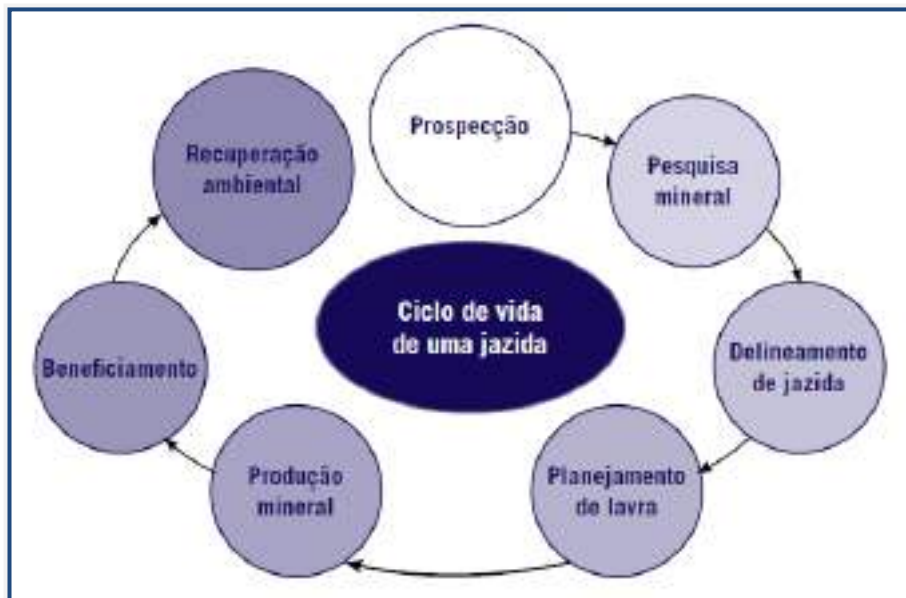 Prospecção
Pesquisa
mineral
Delineamento
de jazida
Planejamento
de lavra
Produção
mineral
Beneficiamento
Recuperação
ambiental
Ciclo de vida
de uma jazida